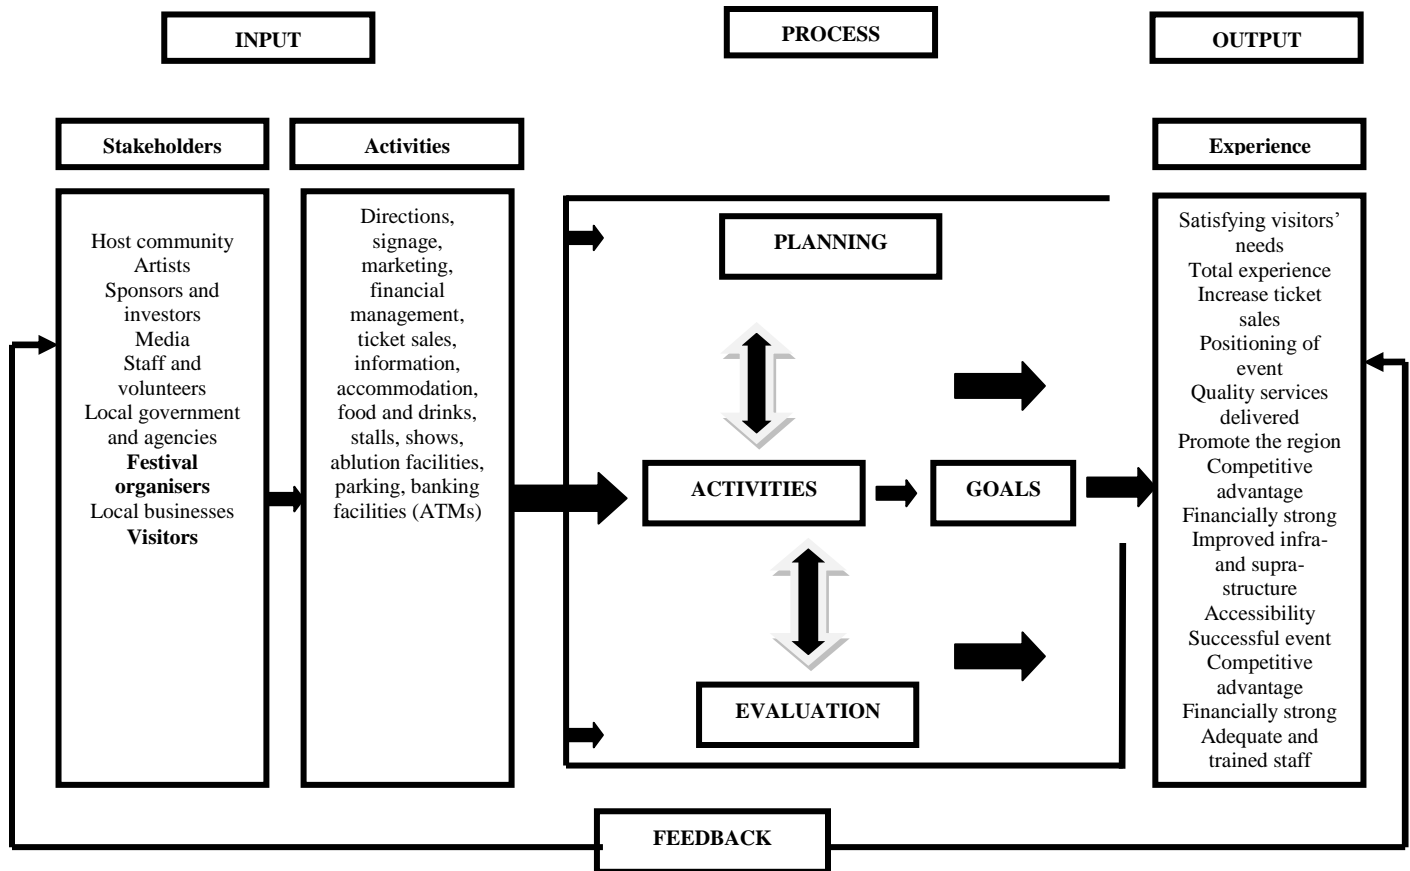 INPUT
PROCESS
OUTPUT
Stakeholders
Activities
Experience
Host community
Artists
Sponsors and
investors
Media
Staff and
volunteers
Local government
and agencies
Festival
organisers
Local businesses
Visitors
Directions,
signage,
marketing,
financial
management,
ticket sales,
information,
accommodation,
food and drinks,
stalls, shows,
ablution facilities,
parking, banking
facilities (ATMs)
PLANNING
ACTIVITIES
GOALS
EVALUATION
Satisfying visitors’
needs
Total experience
Increase ticket
sales
Positioning of
event
Quality services
delivered
Promote the region
Competitive
advantage
Financially strong
Improved infra-
and supra-
structure
Accessibility
Successful event
Competitive
advantage
Financially strong
Adequate and
trained staff
FEEDBACK